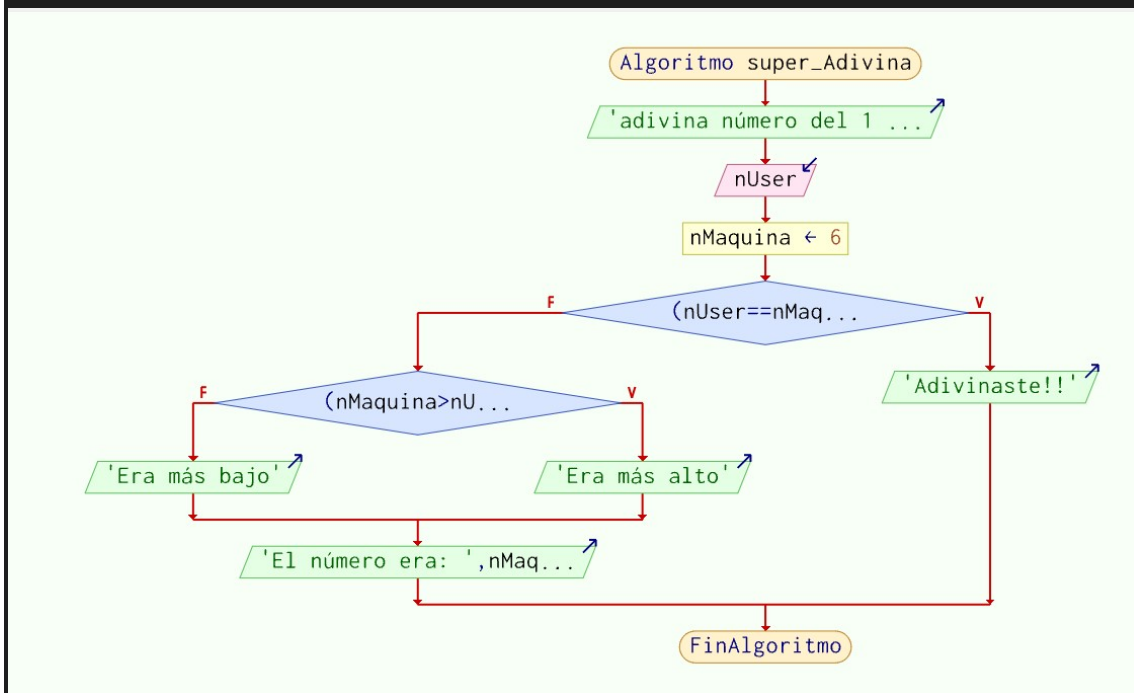 Algoritmo super_Adivina
'adivina número del 1 ...
nUser
nMaquina ← 6
(nUser==nMaq...
F
V
(nMaquina>nU...
F
V
'Adivinaste!!'
'Era más bajo'
'Era más alto'
'El número era: ',nMaq...
FinAlgoritmo